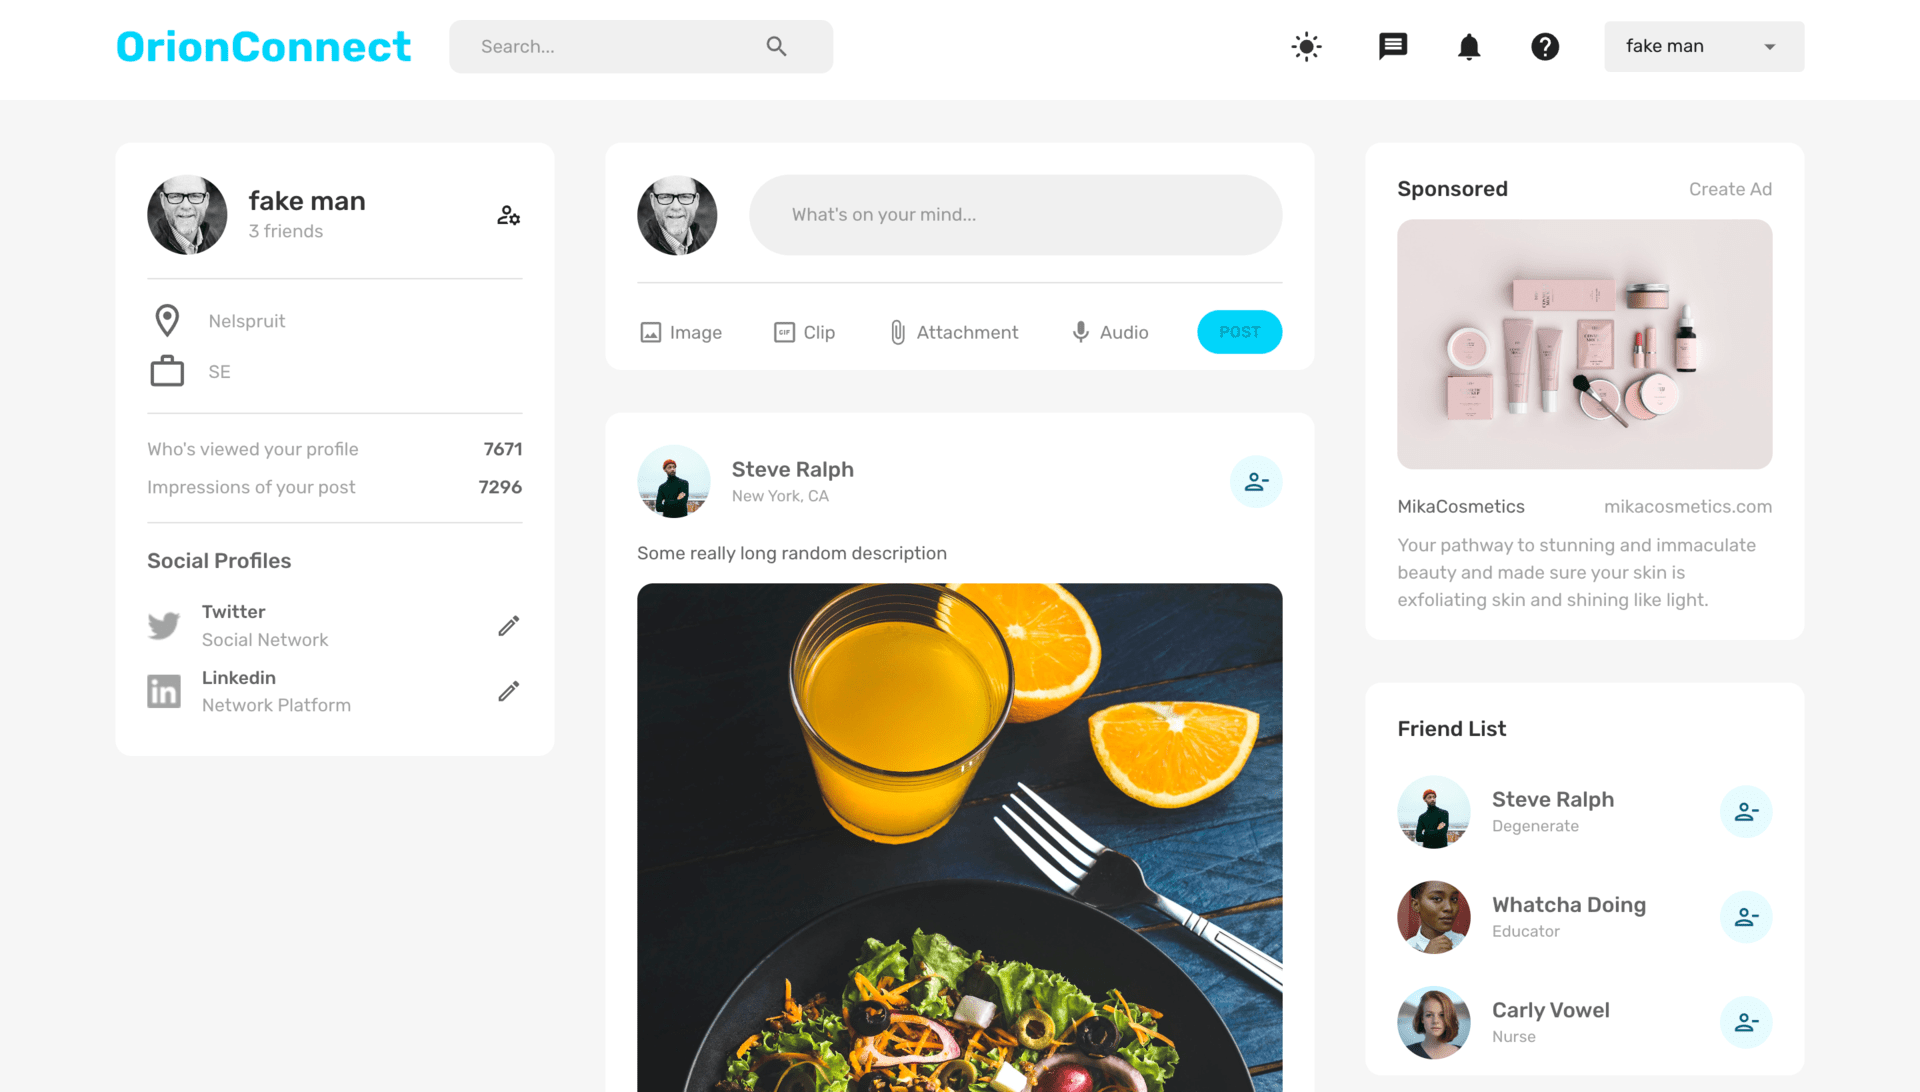 OrionConnect
Search...
fake man
fake man
3 friends
Nelspruit
SE
Who's viewed your profile 7671
Impressions of your post 7296
Social Profiles
Twitter
Social Network
Linkedin
Network Platform
What's on your mind...
Image
GIF Clip
Attachment
Audio
POST
Steve Ralph
New York, CA
Some really long random description
Sponsored Create Ad
MikaCosmetics mikacosmetics.com
Your pathway to stunning and immaculate
beauty and made sure your skin is
exfoliating skin and shining like light.
Friend List
Steve Ralph
Degenerate
Whatcha Doing
Educator
Carly Vowel
Nurse